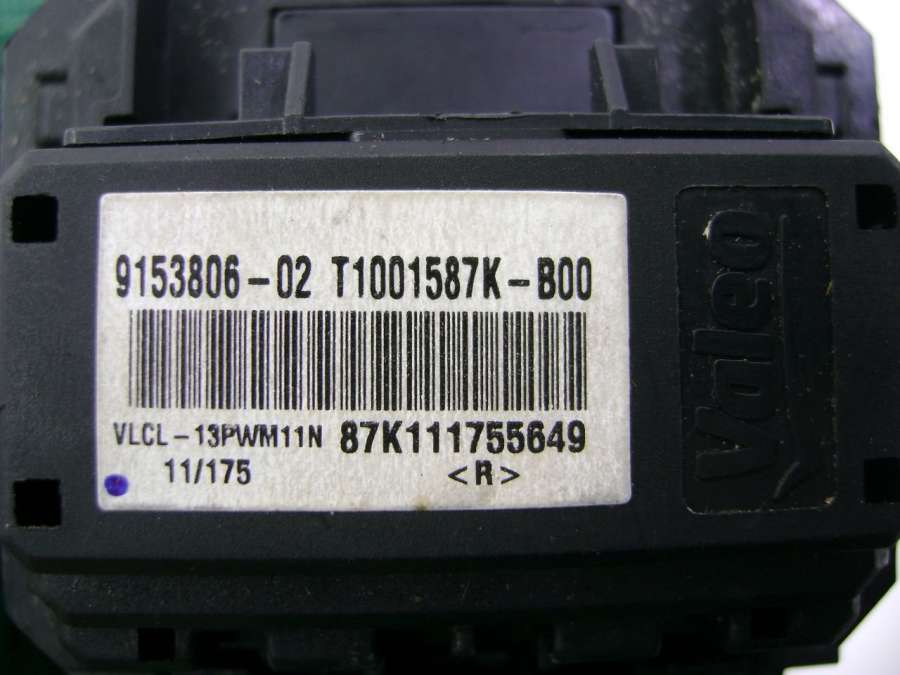 9153806-02 T1001587K-B00
VLCL-13PWM11N 87K111755649
11/175 <R>
Valeo